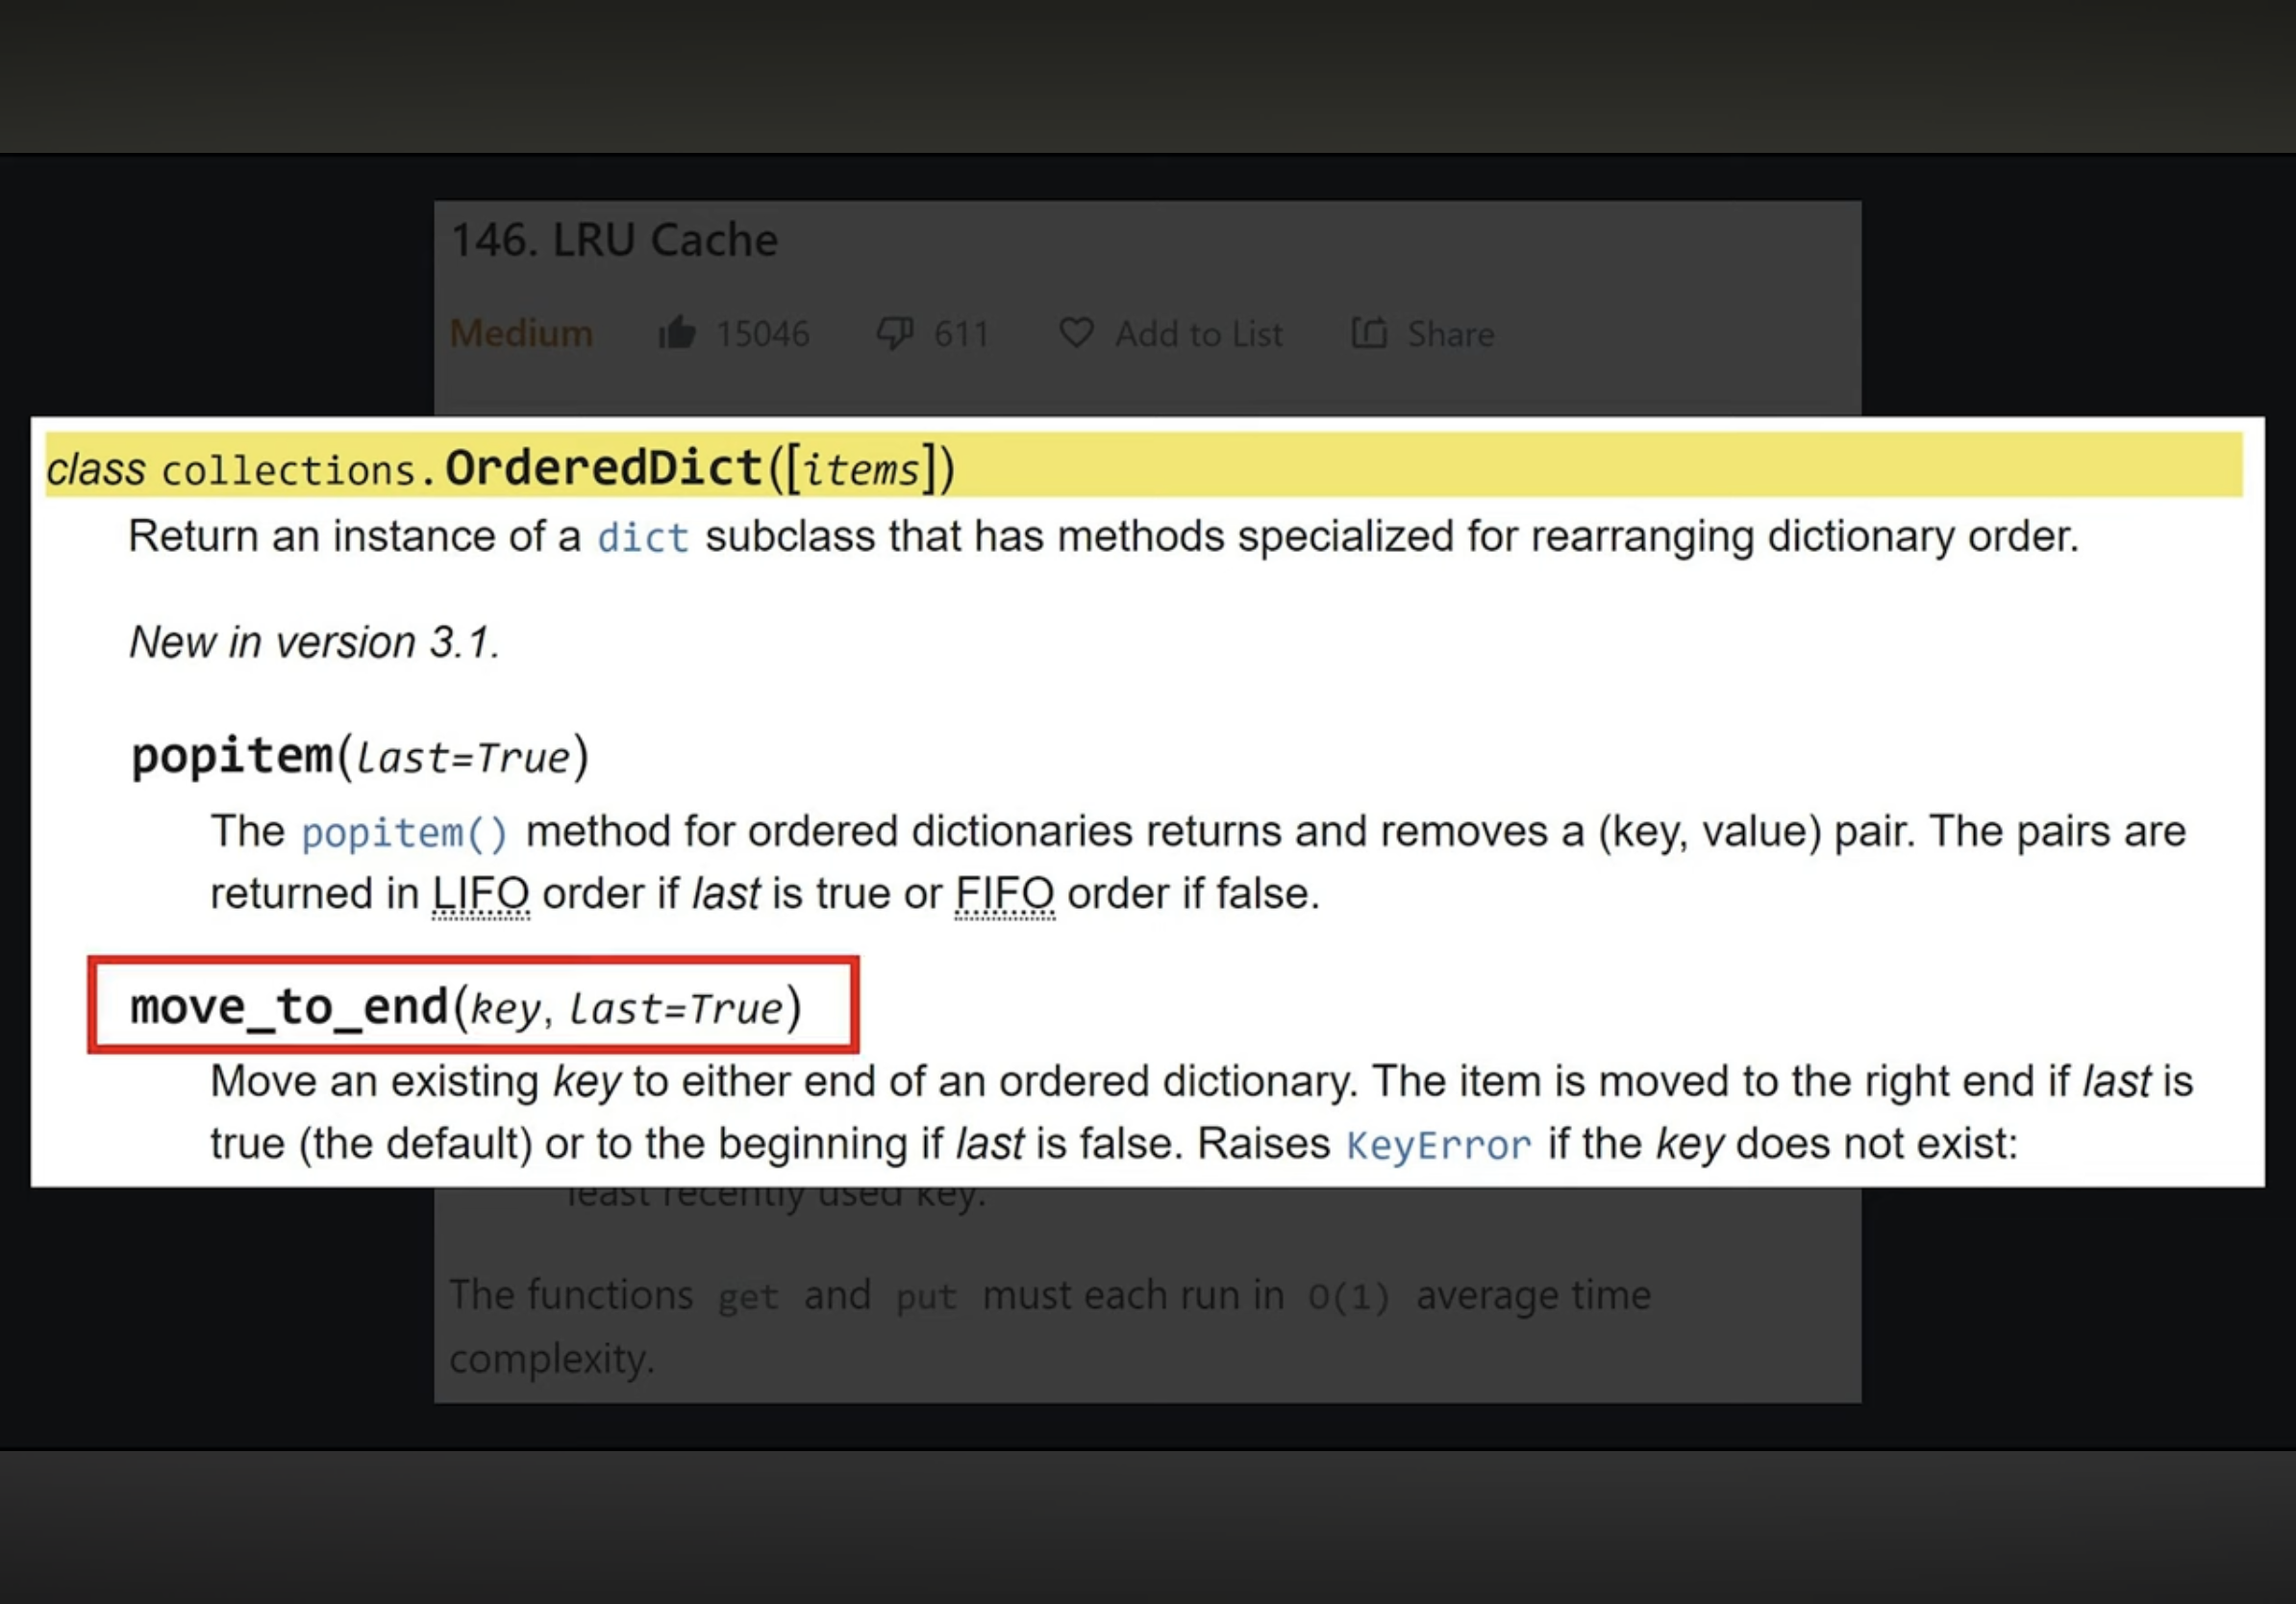 146. LRU Cache
Medium 15046 611 Add to List Share
class collections.OrderedDict([items])
Return an instance of a dict subclass that has methods specialized for rearranging dictionary order.
New in version 3.1.
popitem(last=True)
The popitem() method for ordered dictionaries returns and removes a (key, value) pair. The pairs are
returned in LIFO order if last is true or FIFO order if false.
move_to_end(key, last=True)
Move an existing key to either end of an ordered dictionary. The item is moved to the right end if last is
true (the default) or to the beginning if last is false. Raises KeyError if the key does not exist:
least recently used key.
The functions get and put must each run in O(1) average time
complexity.